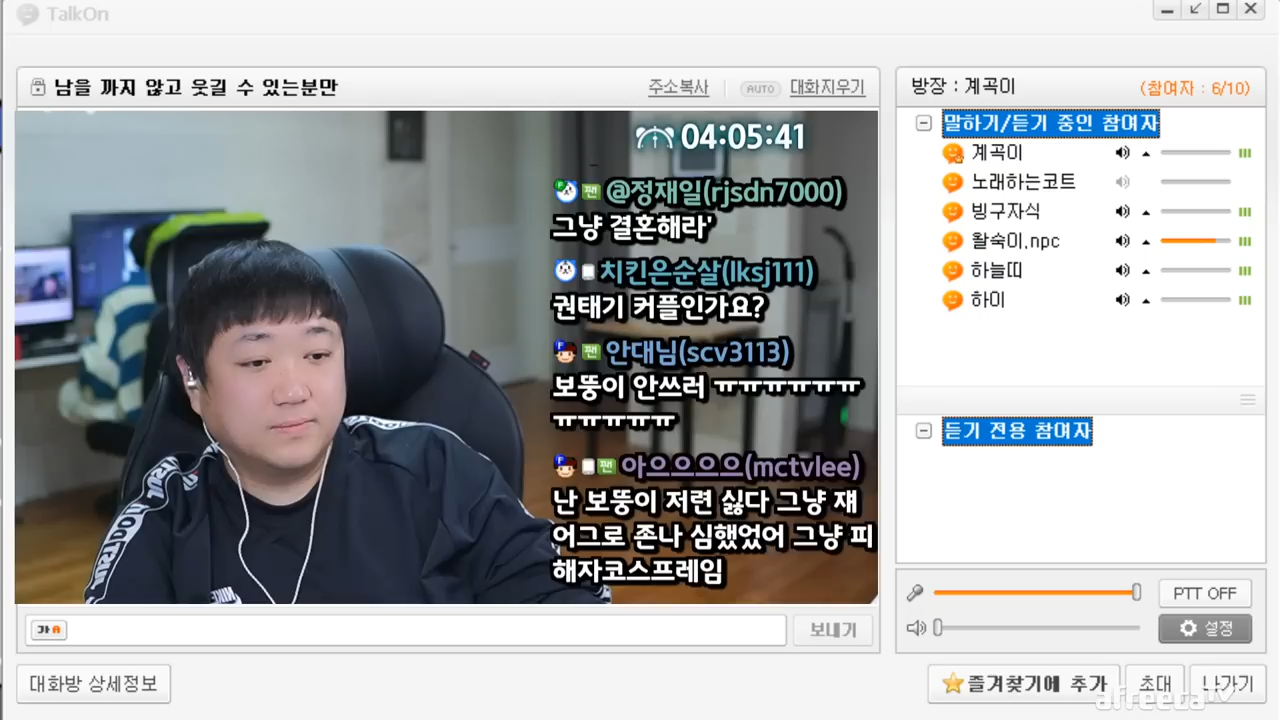 TalkOn
남을 까지 않고 웃길 수 있는분만
주소복사
AUTO
대화지우기
방장 : 계곡이
(참여자 : 6/10)
04:05:41
@정재일(rjsdn7000)
그냥 결혼해라'
치킨은순살(lksj111)
권태기 커플인가요?
짼 안대님(scv3113)
보뚱이 안쓰러 ㅠㅠㅠㅠㅠㅠ
ㅠㅠㅠㅠㅠ
아으으으으(mctvlee)
난 보뚱이 저련 싫다 그냥 쟤
어그로 존나 심했었어 그냥 피
해자코스프레임
말하기/듣기 중인 참여자
계곡이
노래하는코트
빙구자식
왈숙이,npc
하늘띠
하이
듣기 전용 참여자
PTT OFF
설정
가
보내기
대화방 상세정보
즐겨찾기에 추가
초대
나가기
afreecaTV